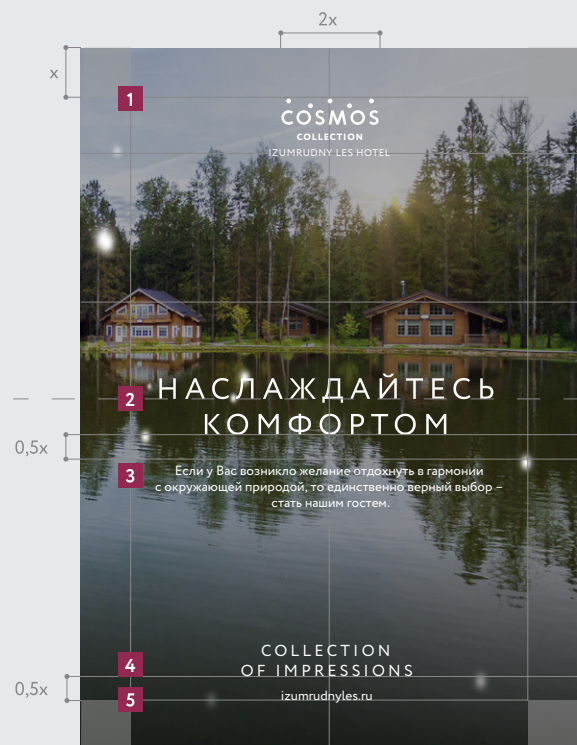 2x
x
1
COSMOS
COLLECTION
IZUMRUDNY LES HOTEL
2
НАСЛАЖДАЙТЕСЬ
КОМФОРТОМ
0,5x
3
Если у Вас возникло желание отдохнуть в гармонии
с окружающей природой, то единственно верный выбор –
стать нашим гостем.
4
COLLECTION
OF IMPRESSIONS
0,5x
5
izumrudnyles.ru